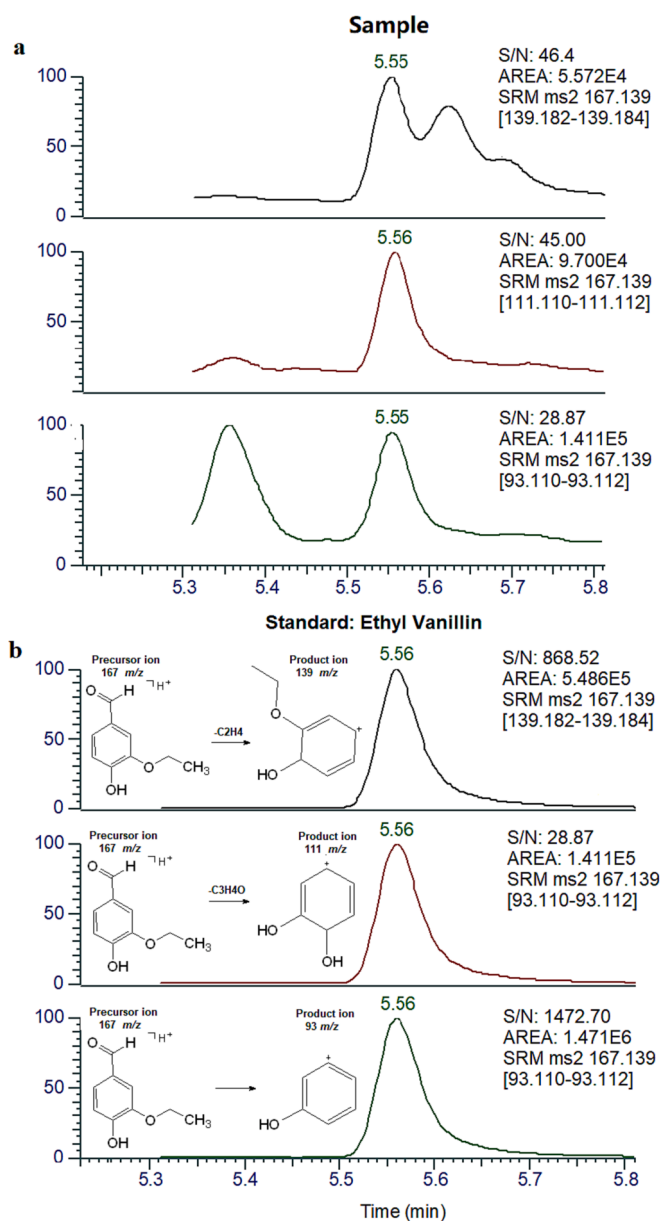 Sample
a
5.55
S/N: 46.4
AREA: 5.572E4
SRM ms2 167.139
[139.182-139.184]
100
50
0
5.56
S/N: 45.00
AREA: 9.700E4
SRM ms2 167.139
[111.110-111.112]
100
50
5.55
S/N: 28.87
AREA: 1.411E5
SRM ms2 167.139
[93.110-93.112]
100
50
0
5.3 5.4 5.5 5.6 5.7 5.8
Standard: Ethyl Vanillin
b
5.56
S/N: 868.52
AREA: 5.486E5
SRM ms2 167.139
[139.182-139.184]
100
50
0
Precursor ion
167 m/z
H+
O
H
O
CH3
OH
-C2H4
Product ion
139 m/z
O
HO
+
5.56
S/N: 28.87
AREA: 1.411E5
SRM ms2 167.139
[93.110-93.112]
100
50
0
Precursor ion
167 m/z
H+
O
H
O
CH3
OH
-C3H4O
Product ion
111 m/z
+
HO
OH
5.56
S/N: 1472.70
AREA: 1.471E6
SRM ms2 167.139
[93.110-93.112]
100
50
0
Precursor ion
167 m/z
H+
O
H
O
CH3
OH
Product ion
93 m/z
+
HO
5.3 5.4 5.5 5.6 5.7 5.8
Time (min)